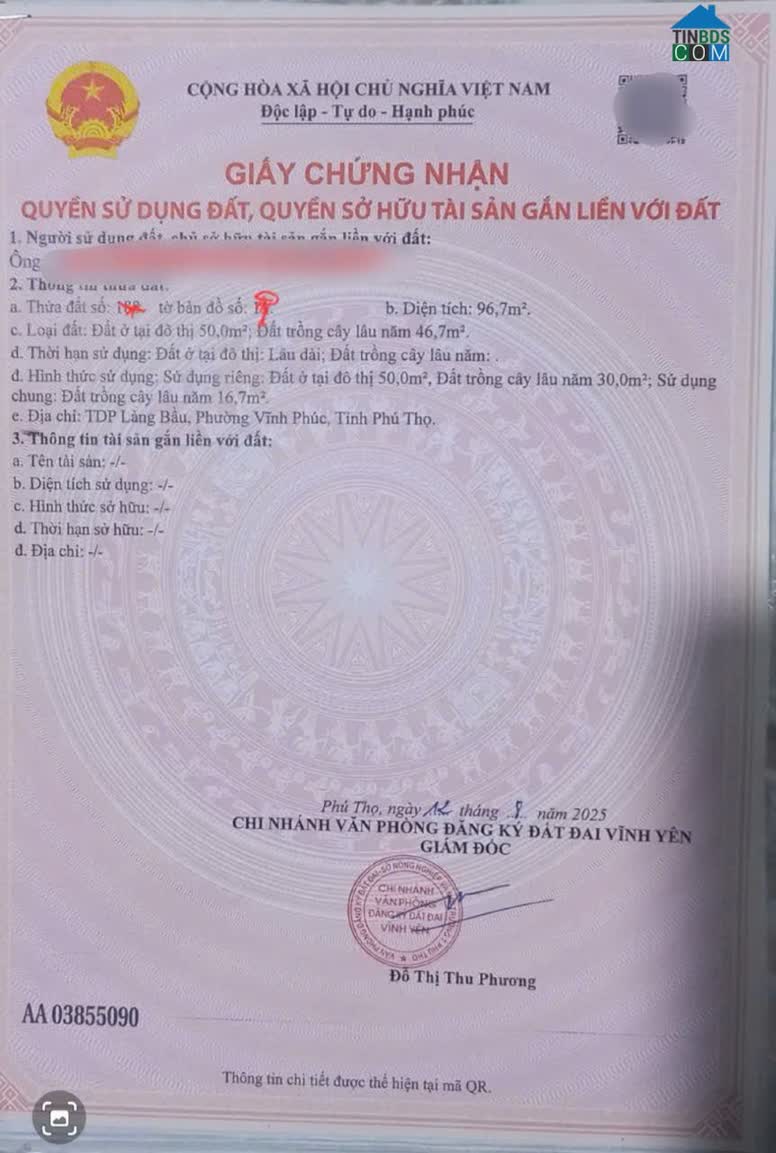 TINBDS
COM
CỘNG HÒA XÃ HỘI CHỦ NGHĨA VIỆT NAM
Độc lập - Tự do - Hạnh phúc
GIẤY CHỨNG NHẬN
QUYỀN SỬ DỤNG ĐẤT, QUYỀN SỞ HỮU TÀI SẢN GẮN LIỀN VỚI ĐẤT
1. Người sử dụng đất, chủ sở hữu tài sản gắn liền với đất:
Ông
2. Thông tin thửa đất:
a. Thửa đất số: tờ bản đồ số: b. Diện tích: 96,7m².
c. Loại đất: Đất ở tại đô thị 50,0m²; Đất trồng cây lâu năm 46,7m².
d. Thời hạn sử dụng: Đất ở tại đô thị: Lâu dài; Đất trồng cây lâu năm: .
đ. Hình thức sử dụng: Sử dụng riêng: Đất ở tại đô thị 50,0m², Đất trồng cây lâu năm 30,0m²; Sử dụng
chung: Đất trồng cây lâu năm 16,7m².
e. Địa chỉ: TDP Làng Bầu, Phường Vĩnh Phúc, Tỉnh Phú Thọ.
3. Thông tin tài sản gắn liền với đất:
a. Tên tài sản: -/-
b. Diện tích sử dụng: -/-
c. Hình thức sở hữu: -/-
d. Thời hạn sở hữu: -/-
đ. Địa chỉ: -/-
Phú Thọ, ngày 12 tháng 8 năm 2025
CHI NHÁNH VĂN PHÒNG ĐĂNG KÝ ĐẤT ĐAI VĨNH YÊN
GIÁM ĐỐC
CHI NHÁNH
VĂN PHÒNG
ĐĂNG KÝ ĐẤT ĐAI
VĨNH YÊN
Đỗ Thị Thu Phương
AA 03855090
Thông tin chi tiết được thể hiện tại mã QR.